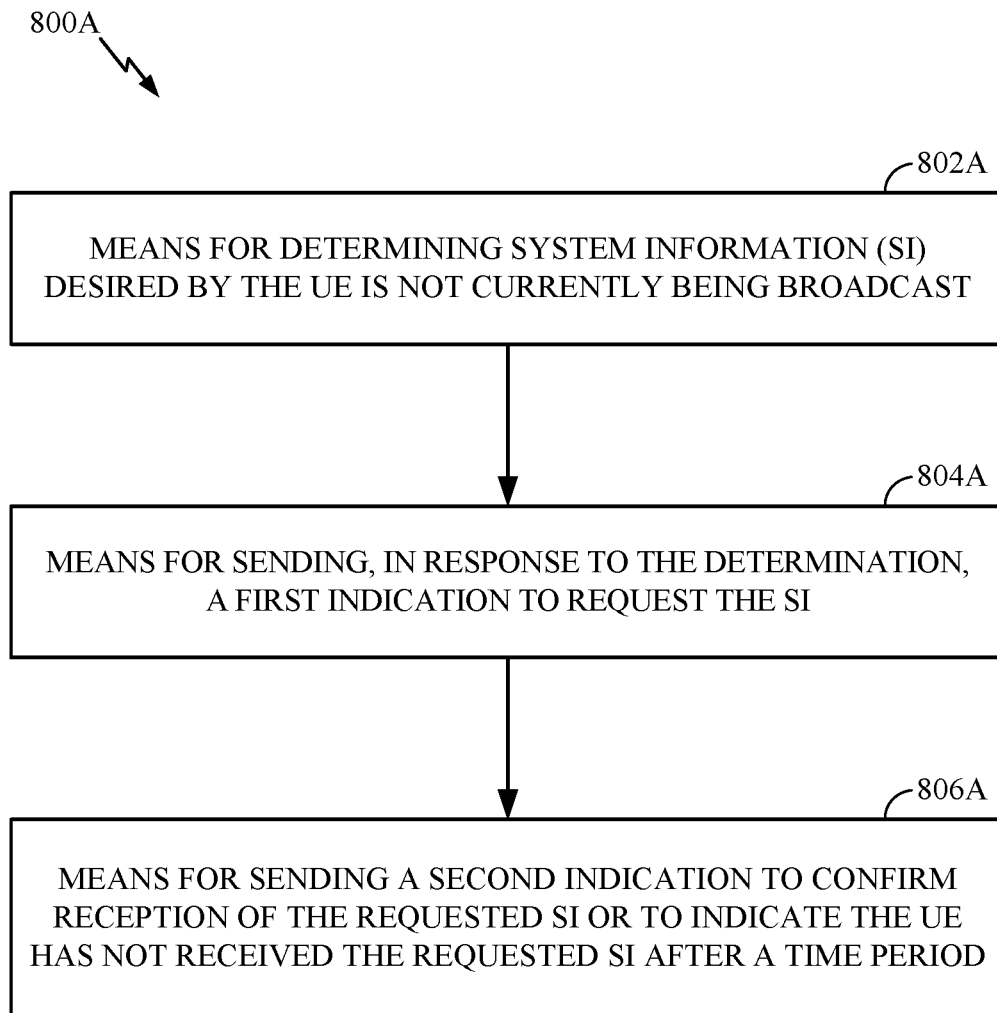 800A
802A
MEANS FOR DETERMINING SYSTEM INFORMATION (SI)
DESIRED BY THE UE IS NOT CURRENTLY BEING BROADCAST
804A
MEANS FOR SENDING, IN RESPONSE TO THE DETERMINATION,
A FIRST INDICATION TO REQUEST THE SI
806A
MEANS FOR SENDING A SECOND INDICATION TO CONFIRM
RECEPTION OF THE REQUESTED SI OR TO INDICATE THE UE
HAS NOT RECEIVED THE REQUESTED SI AFTER A TIME PERIOD